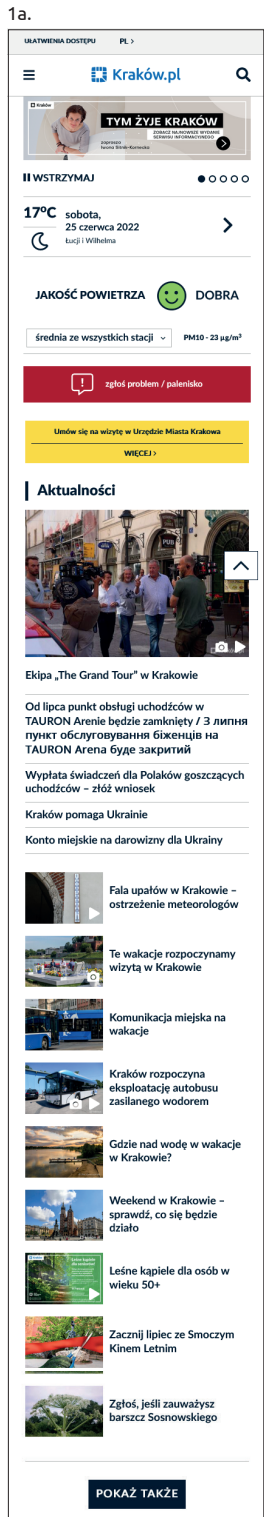 1a.
UŁATWIENIA DOSTĘPU PL >
Kraków.pl
Kraków
TYM ŻYJE KRAKÓW
ZOBACZ NAJNOWSZE WYDANIE
SERWISU INFORMACYJNEGO
zaprasza
WSTRZYMAJ
17°C sobota,
25 czerwca 2022
Łucji i Wilhelma
JAKOŚĆ POWIETRZA DOBRA
średnia ze wszystkich stacji PM10 - 23 µg/m³
zgłoś problem / palenisko
Umów się na wizytę w Urzędzie Miasta Krakowa
WIĘCEJ >
Aktualności
PUB
Ekipa „The Grand Tour” w Krakowie
Od lipca punkt obsługi uchodźców w
TAURON Arenie będzie zamknięty / З липня
пункт обслуговування біженців на
TAURON Arena буде закритий
Wypłata świadczeń dla Polaków goszczących
uchodźców – złóż wniosek
Kraków pomaga Ukrainie
Konto miejskie na darowizny dla Ukrainy
Fala upałów w Krakowie –
ostrzeżenie meteorologów
Te wakacje rozpoczynamy
wizytą w Krakowie
Komunikacja miejska na
wakacje
Kraków rozpoczyna
eksploatację autobusu
zasilanego wodorem
Gdzie nad wodę w wakacje
w Krakowie?
Weekend w Krakowie –
sprawdź, co się będzie
działo
Leśne kąpiele dla osób w
wieku 50+
Zacznij lipiec ze Smoczym
Kinem Letnim
Zgłoś, jeśli zauważysz
barszcz Sosnowskiego
POKAŻ TAKŻE